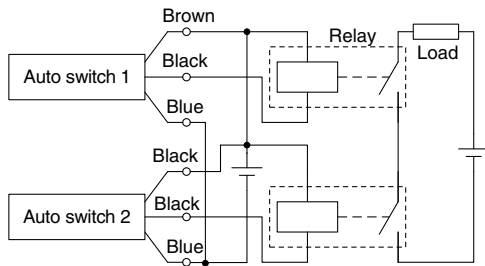 Brown
Relay
Black
Load
Auto switch 1
Blue
Black
Black
Auto switch 2
Blue